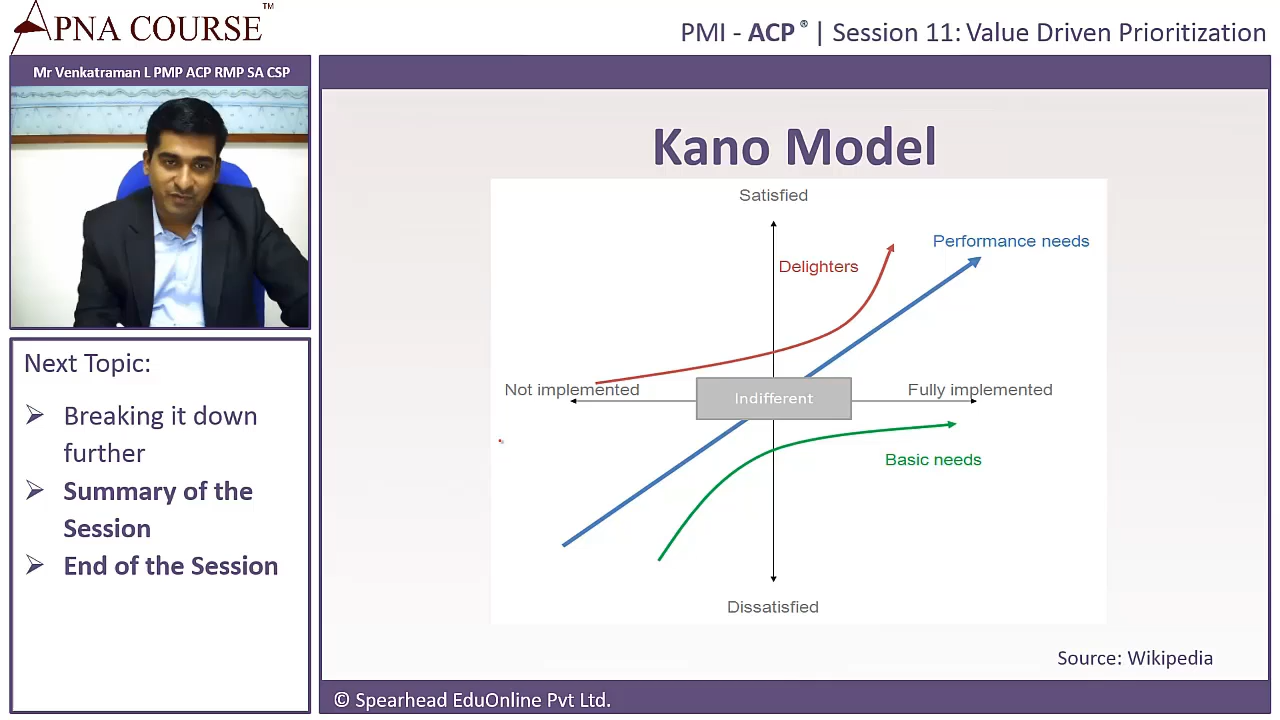 APNA COURSE™
PMI - ACP® | Session 11: Value Driven Prioritization
Mr Venkatraman L PMP ACP RMP SA CSP
Next Topic:
Breaking it down
further
Summary of the
Session
End of the Session
Kano Model
Satisfied
Performance needs
Delighters
Not implemented
Fully implemented
Indifferent
Basic needs
Dissatisfied
Source: Wikipedia
© Spearhead EduOnline Pvt Ltd.